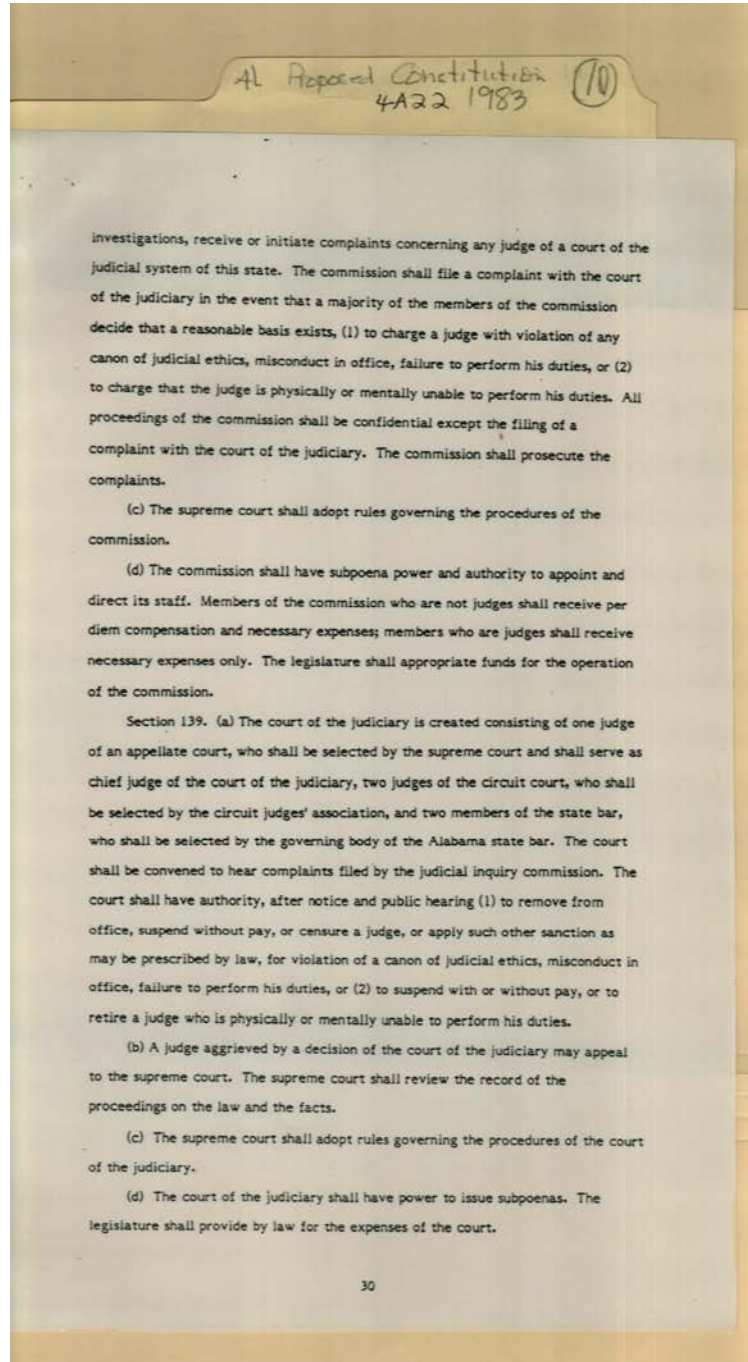 AL Proposed Constitution 10
4A22 1983
investigations, receive or initiate complaints concerning any judge of a court of the
judicial system of this state. The commission shall file a complaint with the court
of the judiciary in the event that a majority of the members of the commission
decide that a reasonable basis exists, (1) to charge a judge with violation of any
canon of judicial ethics, misconduct in office, failure to perform his duties, or (2)
to charge that the judge is physically or mentally unable to perform his duties. All
proceedings of the commission shall be confidential except the filing of a
complaint with the court of the judiciary. The commission shall prosecute the
complaints.
(c) The supreme court shall adopt rules governing the procedures of the
commission.
(d) The commission shall have subpoena power and authority to appoint and
direct its staff. Members of the commission who are not judges shall receive per
diem compensation and necessary expenses; members who are judges shall receive
necessary expenses only. The legislature shall appropriate funds for the operation
of the commission.
Section 139. (a) The court of the judiciary is created consisting of one judge
of an appellate court, who shall be selected by the supreme court and shall serve as
chief judge of the court of the judiciary, two judges of the circuit court, who shall
be selected by the circuit judges' association, and two members of the state bar,
who shall be selected by the governing body of the Alabama state bar. The court
shall be convened to hear complaints filed by the judicial inquiry commission. The
court shall have authority, after notice and public hearing (1) to remove from
office, suspend without pay, or censure a judge, or apply such other sanction as
may be prescribed by law, for violation of a canon of judicial ethics, misconduct in
office, failure to perform his duties, or (2) to suspend with or without pay, or to
retire a judge who is physically or mentally unable to perform his duties.
(b) A judge aggrieved by a decision of the court of the judiciary may appeal
to the supreme court. The supreme court shall review the record of the
proceedings on the law and the facts.
(c) The supreme court shall adopt rules governing the procedures of the court
of the judiciary.
(d) The court of the judiciary shall have power to issue subpoenas. The
legislature shall provide by law for the expenses of the court.
30